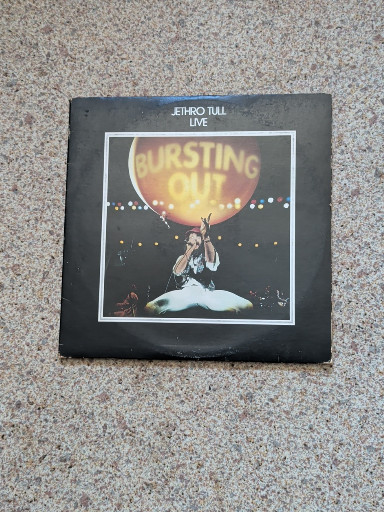 JETHRO TULL
LIVE
BURSTING
OUT